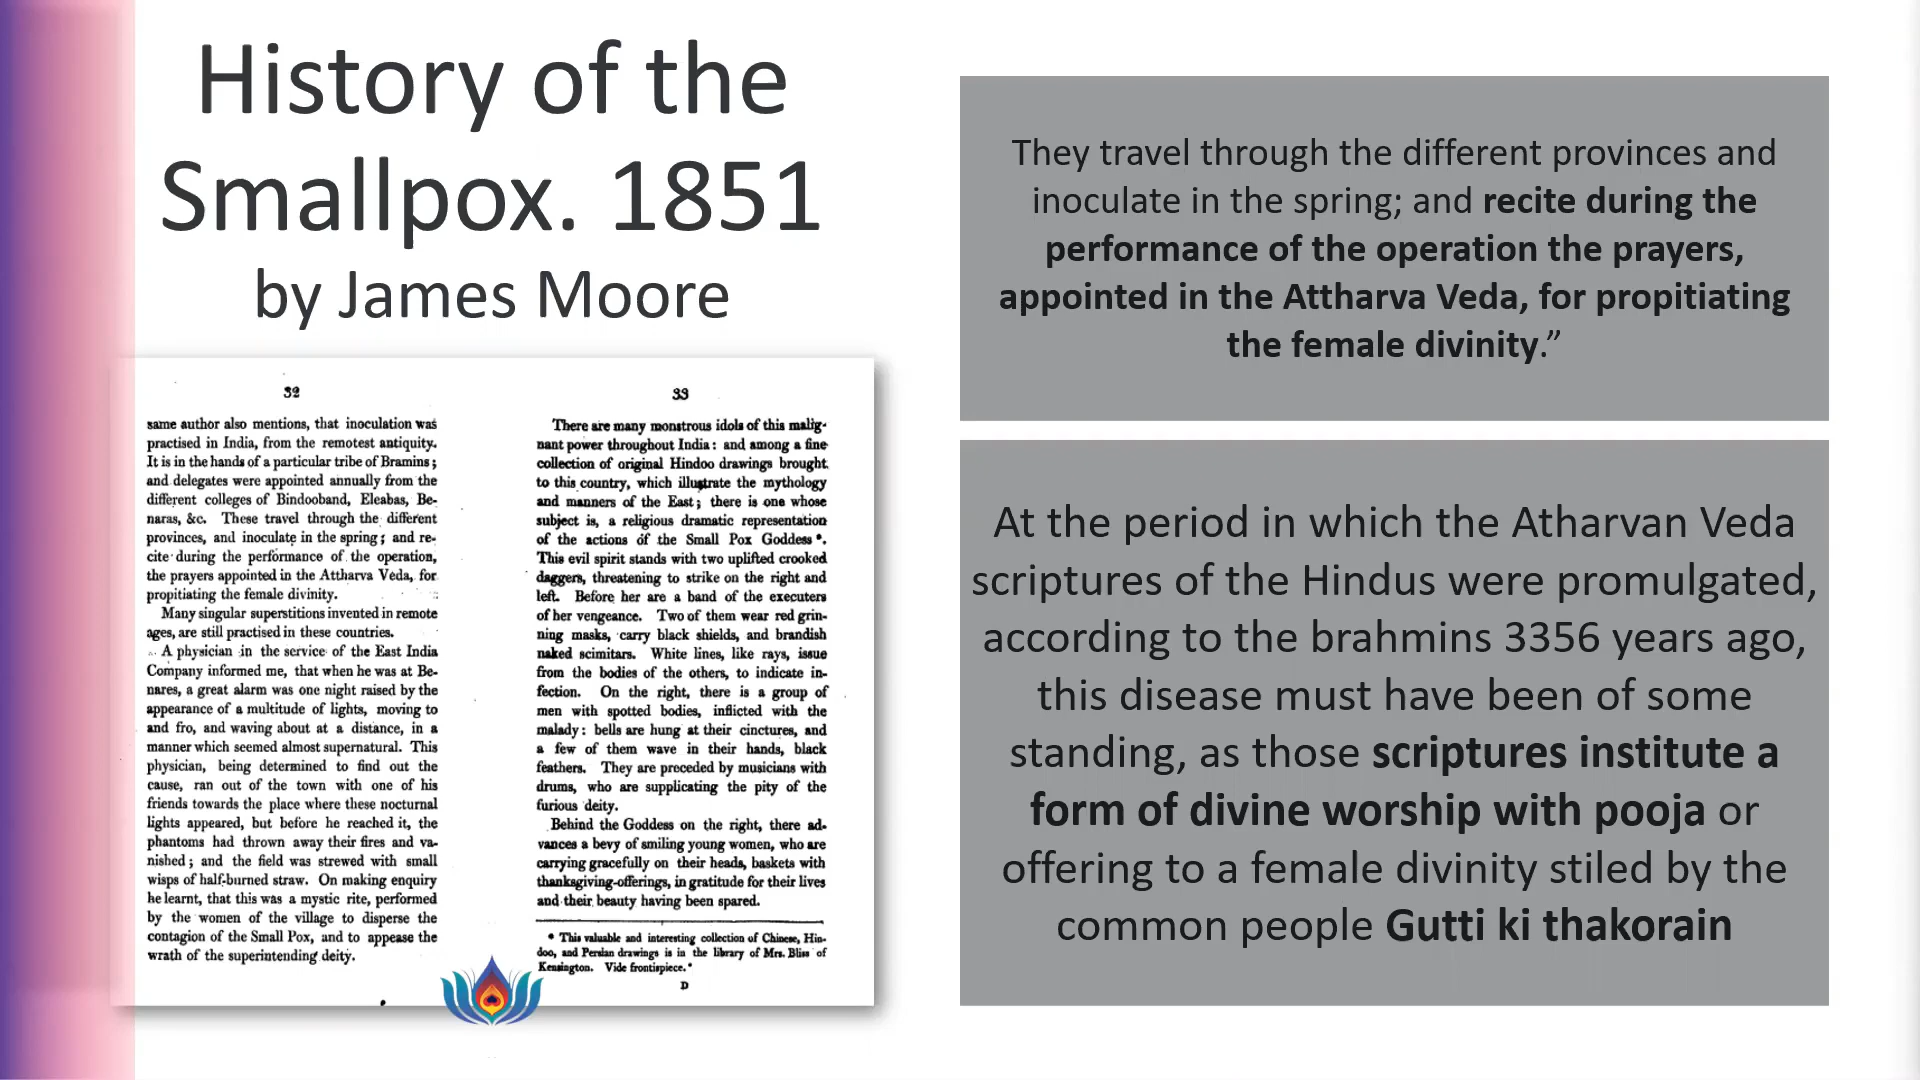 History of the
Smallpox. 1851
by James Moore
32
same author also mentions, that inoculation was
practised in India, from the remotest antiquity.
It is in the hands of a particular tribe of Bramins;
and delegates were appointed annually from the
different colleges of Bindooband, Eleabas, Be-
naras, &c. These travel through the different
provinces, and inoculate in the spring; and re-
cite during the performance of the operation,
the prayers appointed in the Attharva Veda, for
propitiating the female divinity.
Many singular superstitions invented in remote
ages, are still practised in these countries.
A physician in the service of the East India
Company informed me, that when he was at Be-
nares, a great alarm was one night raised by the
appearance of a multitude of lights, moving to
and fro, and waving about at a distance, in a
manner which seemed almost supernatural. This
physician, being determined to find out the
cause, ran out of the town with one of his
friends towards the place where these nocturnal
lights appeared, but before he reached it, the
phantoms had thrown away their fires and va-
nished; and the field was strewed with small
wisps of half-burned straw. On making enquiry
he learnt, that this was a mystic rite, performed
by the women of the village to disperse the
contagion of the Small Pox, and to appease the
wrath of the superintending deity.
33
There are many monstrous idols of this malig-
nant power throughout India: and among a fine
collection of original Hindoo drawings brought
to this country, which illustrate the mythology
and manners of the East; there is one whose
subject is, a religious dramatic representation
of the actions of the Small Pox Goddess*.
This evil spirit stands with two uplifted crooked
daggers, threatening to strike on the right and
left. Before her are a band of the executers
of her vengeance. Two of them wear red grin-
ning masks, carry black shields, and brandish
naked scimitars. White lines, like rays, issue
from the bodies of the others, to indicate in-
fection. On the right, there is a group of
men with spotted bodies, inflicted with the
malady: bells are hung at their cinctures, and
a few of them wave in their hands, black
feathers. They are preceded by musicians with
drums, who are supplicating the pity of the
furious deity.
Behind the Goddess on the right, there ad-
vances a bevy of smiling young women, who are
carrying gracefully on their heads, baskets with
thanksgiving-offerings, in gratitude for their lives
and their beauty having been spared.
* This valuable and interesting collection of Chinese, Hin-
doo, and Persian drawings is in the library of Mrs. Bliss of
Kensington. Vide frontispiece.
D
They travel through the different provinces and
inoculate in the spring; and recite during the
performance of the operation the prayers,
appointed in the Attharva Veda, for propitiating
the female divinity.”
At the period in which the Atharvan Veda
scriptures of the Hindus were promulgated,
according to the brahmins 3356 years ago,
this disease must have been of some
standing, as those scriptures institute a
form of divine worship with pooja or
offering to a female divinity stiled by the
common people Gutti ki thakorain